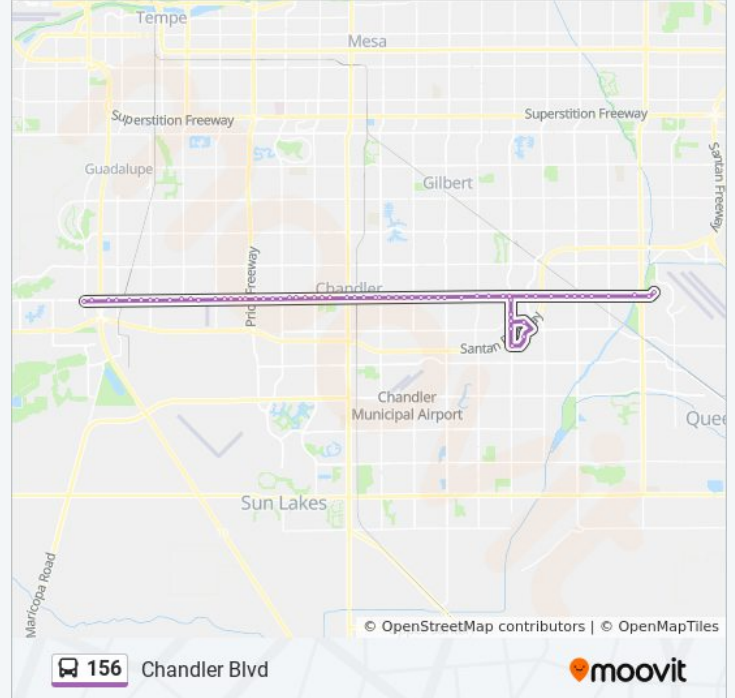 Tempe
Mesa
Superstition Freeway
Superstition Freeway
Guadalupe
Gilbert
Santan Freeway
Price Freeway
Chandler
Santan Freeway
Chandler
Municipal Airport
Quee
Sun Lakes
Maricopa Road
© OpenStreetMap contributors | © OpenMapTiles
156 Chandler Blvd
moovit